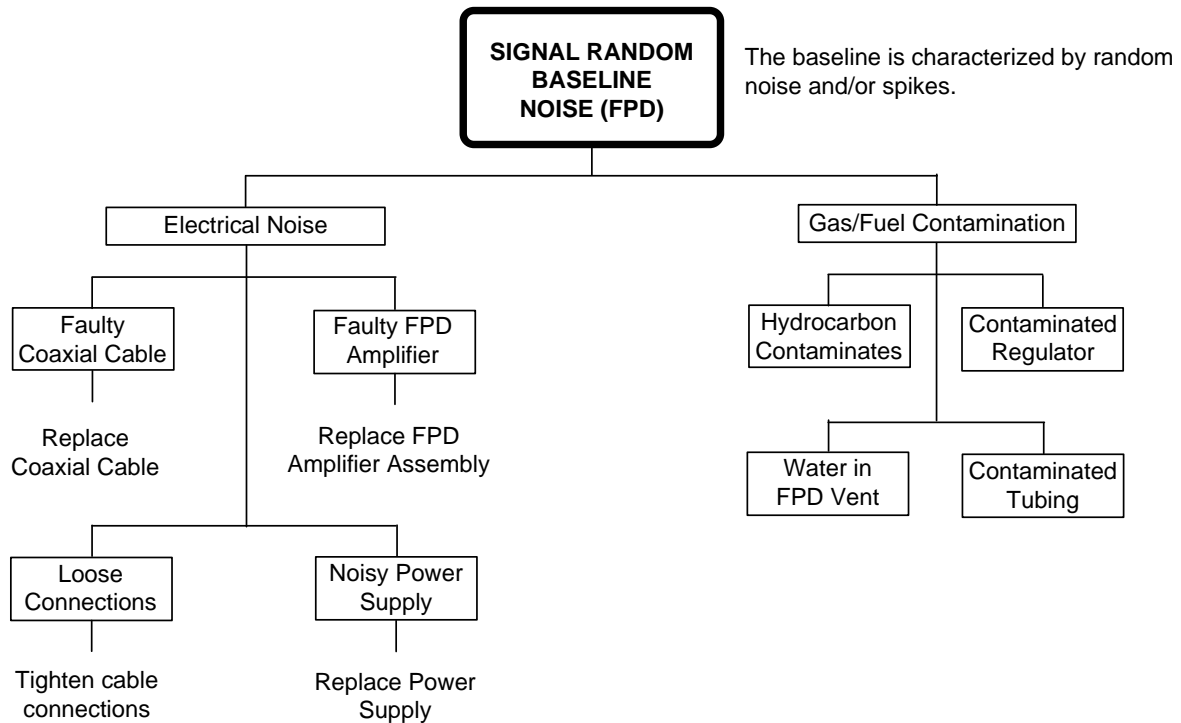 SIGNAL RANDOM
BASELINE
NOISE (FPD)
The baseline is characterized by random
noise and/or spikes.
Electrical Noise
Gas/Fuel Contamination
Faulty
Coaxial Cable
Faulty FPD
Amplifier
Hydrocarbon
Contaminates
Contaminated
Regulator
Replace
Coaxial Cable
Replace FPD
Amplifier Assembly
Water in
FPD Vent
Contaminated
Tubing
Loose
Connections
Noisy Power
Supply
Tighten cable
connections
Replace Power
Supply